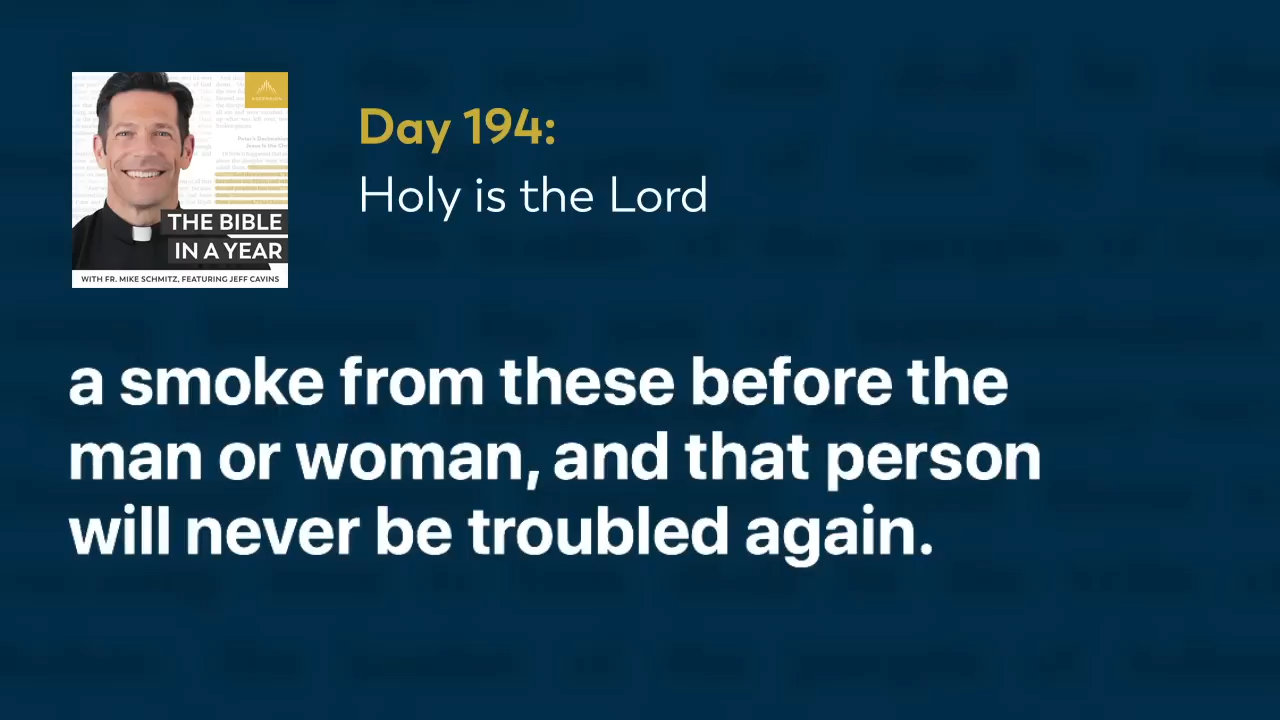 THE BIBLE
IN A YEAR
WITH FR. MIKE SCHMITZ, FEATURING JEFF CAVINS
Day 194:
Holy is the Lord
a smoke from these before the
man or woman, and that person
will never be troubled again.